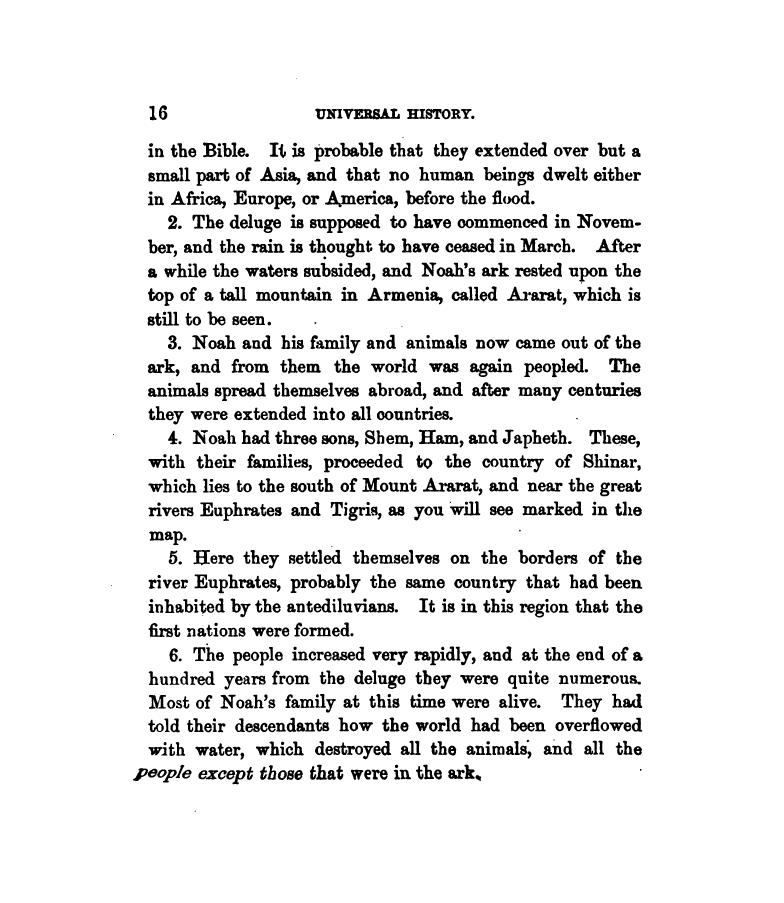 16 UNIVERSAL HISTORY.
in the Bible. It is probable that they extended over but a
small part of Asia, and that no human beings dwelt either
in Africa, Europe, or America, before the flood.
2. The deluge is supposed to have commenced in Novem-
ber, and the rain is thought to have ceased in March. After
a while the waters subsided, and Noah's ark rested upon the
top of a tall mountain in Armenia, called Ararat, which is
still to be seen.
3. Noah and his family and animals now came out of the
ark, and from them the world was again peopled. The
animals spread themselves abroad, and after many centuries
they were extended into all countries.
4. Noah had three sons, Shem, Ham, and Japheth. These,
with their families, proceeded to the country of Shinar,
which lies to the south of Mount Ararat, and near the great
rivers Euphrates and Tigris, as you will see marked in the
map.
5. Here they settled themselves on the borders of the
river Euphrates, probably the same country that had been
inhabited by the antediluvians. It is in this region that the
first nations were formed.
6. The people increased very rapidly, and at the end of a
hundred years from the deluge they were quite numerous.
Most of Noah's family at this time were alive. They had
told their descendants how the world had been overflowed
with water, which destroyed all the animals, and all the
people except those that were in the ark.